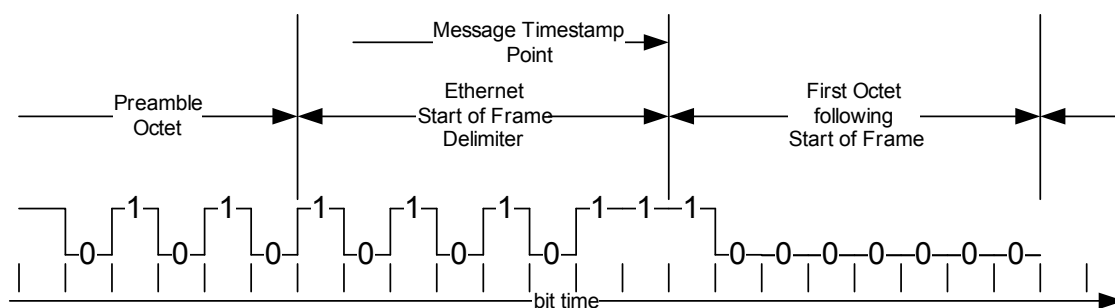 Message Timestamp
Point
Preamble
Octet
Ethernet
Start of Frame
Delimiter
First Octet
following
Start of Frame
0 1 0 1 0 1 0 1 0 1 0 1 1 1 0 0 0 0 0 0 0
bit time